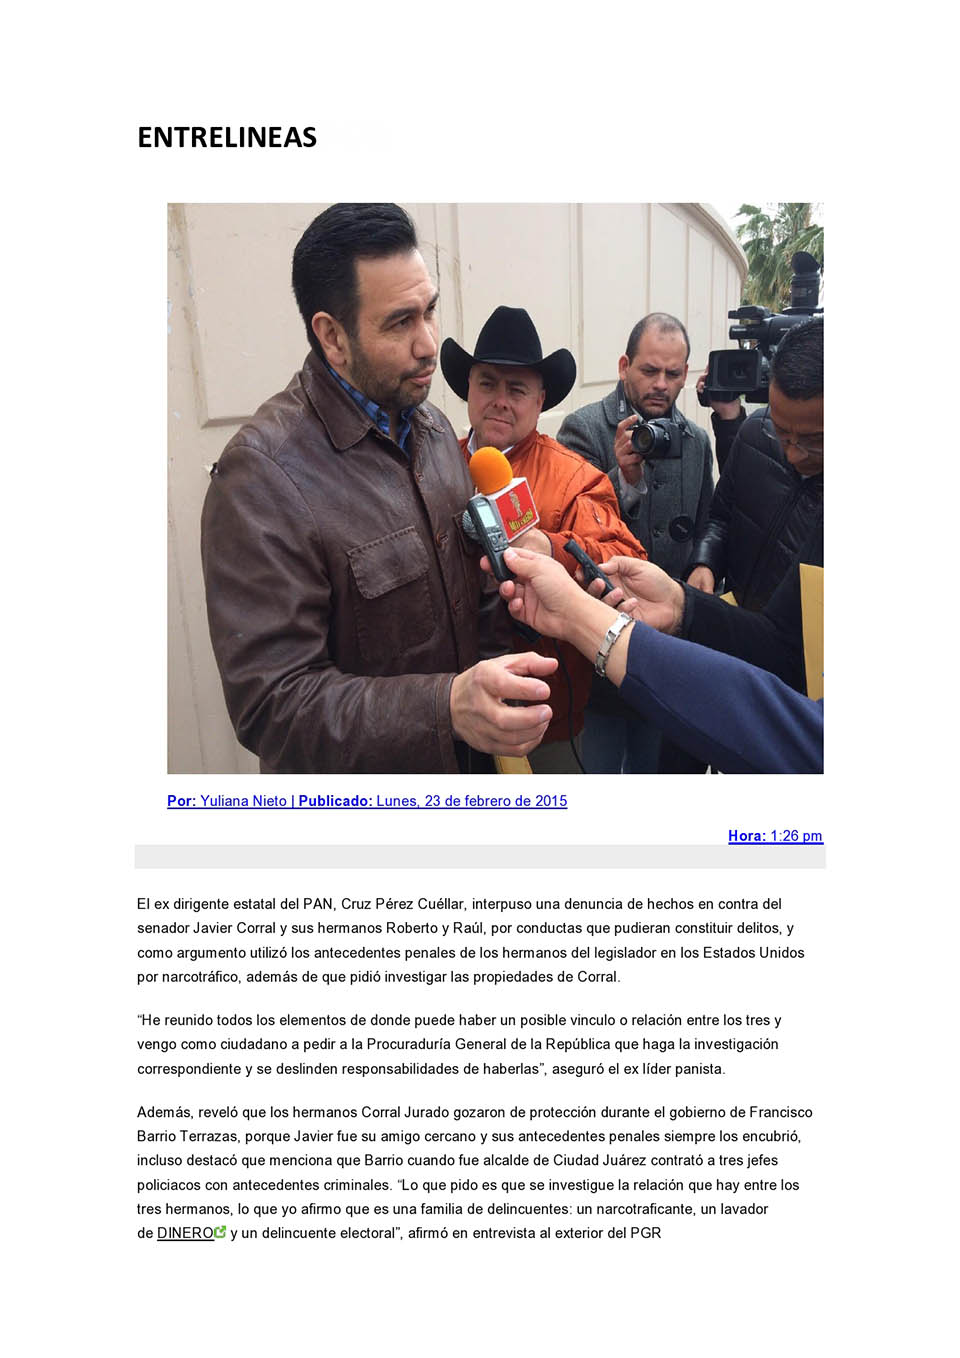 ENTRELINEAS
Por: Yuliana Nieto | Publicado: Lunes, 23 de febrero de 2015
Hora: 1:26 pm
El ex dirigente estatal del PAN, Cruz Pérez Cuéllar, interpuso una denuncia de hechos en contra del
senador Javier Corral y sus hermanos Roberto y Raúl, por conductas que pudieran constituir delitos, y
como argumento utilizó los antecedentes penales de los hermanos del legislador en los Estados Unidos
por narcotráfico, además de que pidió investigar las propiedades de Corral.
“He reunido todos los elementos de donde puede haber un posible vinculo o relación entre los tres y
vengo como ciudadano a pedir a la Procuraduría General de la República que haga la investigación
correspondiente y se deslinden responsabilidades de haberlas”, aseguró el ex líder panista.
Además, reveló que los hermanos Corral Jurado gozaron de protección durante el gobierno de Francisco
Barrio Terrazas, porque Javier fue su amigo cercano y sus antecedentes penales siempre los encubrió,
incluso destacó que menciona que Barrio cuando fue alcalde de Ciudad Juárez contrató a tres jefes
policiacos con antecedentes criminales. “Lo que pido es que se investigue la relación que hay entre los
tres hermanos, lo que yo afirmo que es una familia de delincuentes: un narcotraficante, un lavador
de DINERO y un delincuente electoral”, afirmó en entrevista al exterior del PGR